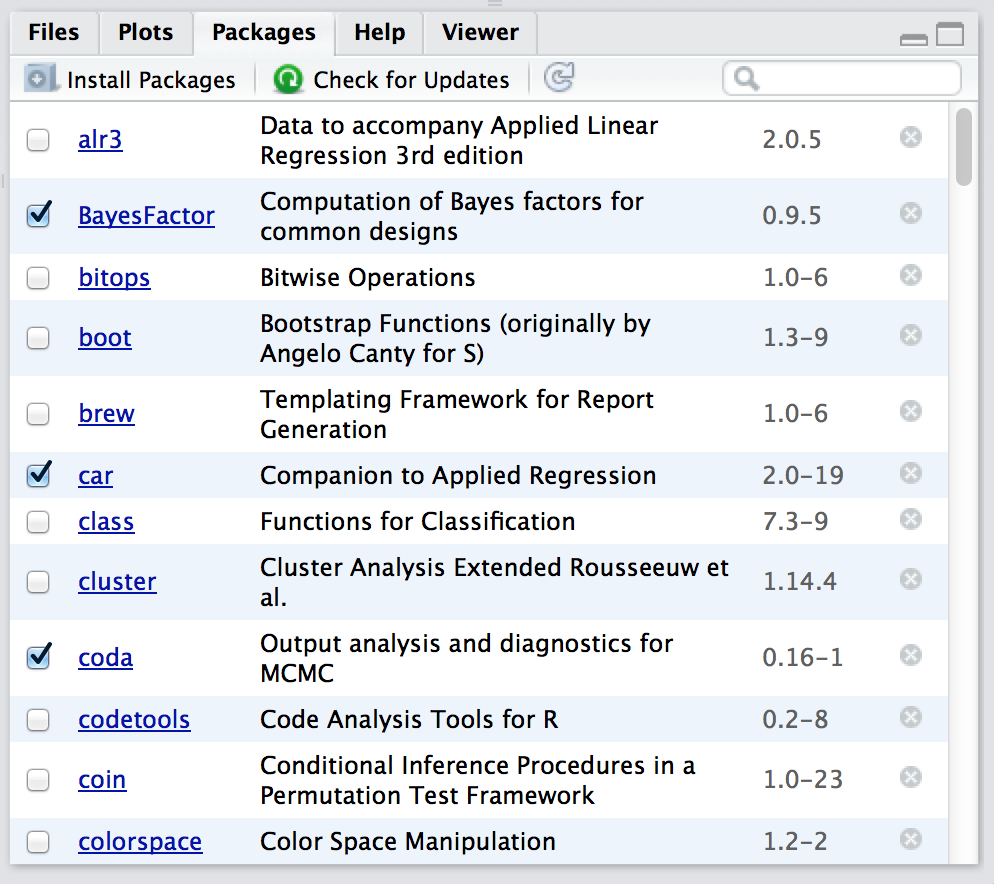 Files Plots Packages Help Viewer
Install Packages Check for Updates
alr3 Data to accompany Applied Linear 2.0.5
Regression 3rd edition
BayesFactor Computation of Bayes factors for 0.9.5
common designs
bitops Bitwise Operations 1.0-6
boot Bootstrap Functions (originally by 1.3-9
Angelo Canty for S)
brew Templating Framework for Report 1.0-6
Generation
car Companion to Applied Regression 2.0-19
class Functions for Classification 7.3-9
cluster Cluster Analysis Extended Rousseeuw et 1.14.4
al.
coda Output analysis and diagnostics for 0.16-1
MCMC
codetools Code Analysis Tools for R 0.2-8
coin Conditional Inference Procedures in a 1.0-23
Permutation Test Framework
colorspace Color Space Manipulation 1.2-2